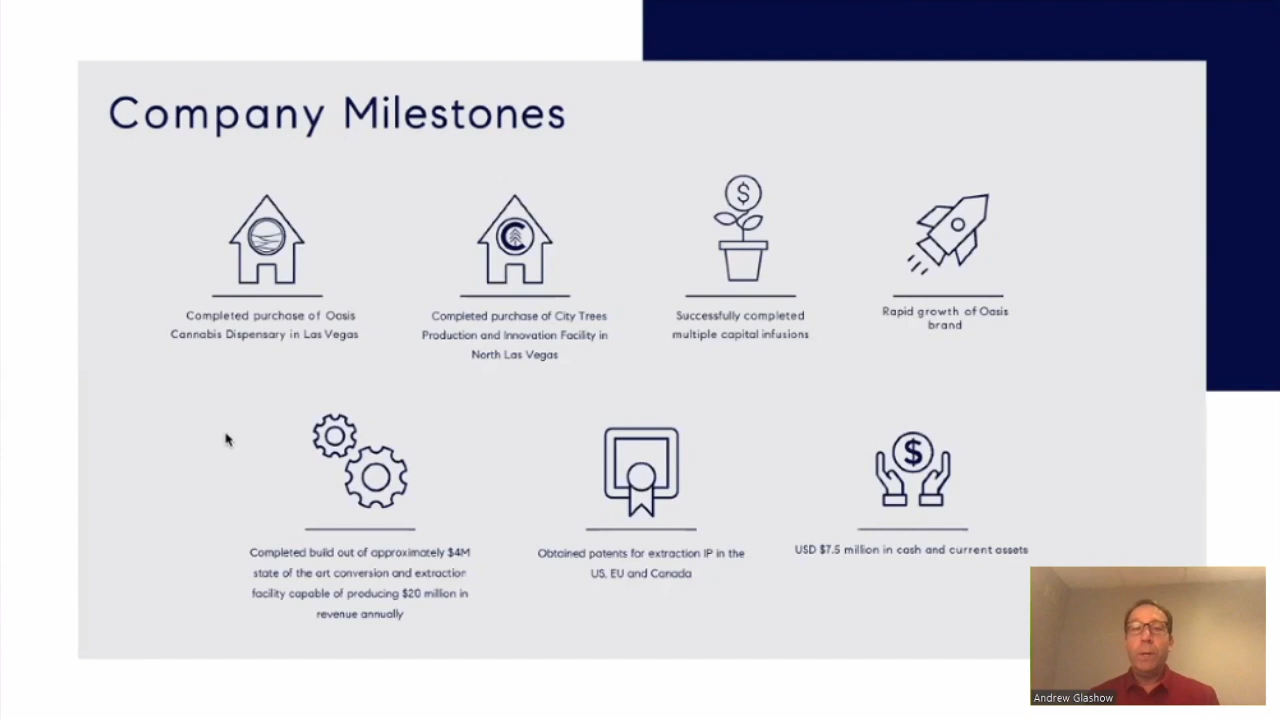 Company Milestones
$
Completed purchase of Oasis
Cannabis Dispensary in Las Vegas
Completed purchase of City Trees
Production and Innovation Facility in
North Las Vegas
Successfully completed
multiple capital infusions
Rapid growth of Oasis
brand
$
Completed build out of approximately $4M
state of the art conversion and extraction
facility capable of producing $20 million in
revenue annually
Obtained patents for extraction IP in the
US, EU and Canada
USD $7.5 million in cash and current assets
Andrew Glashow